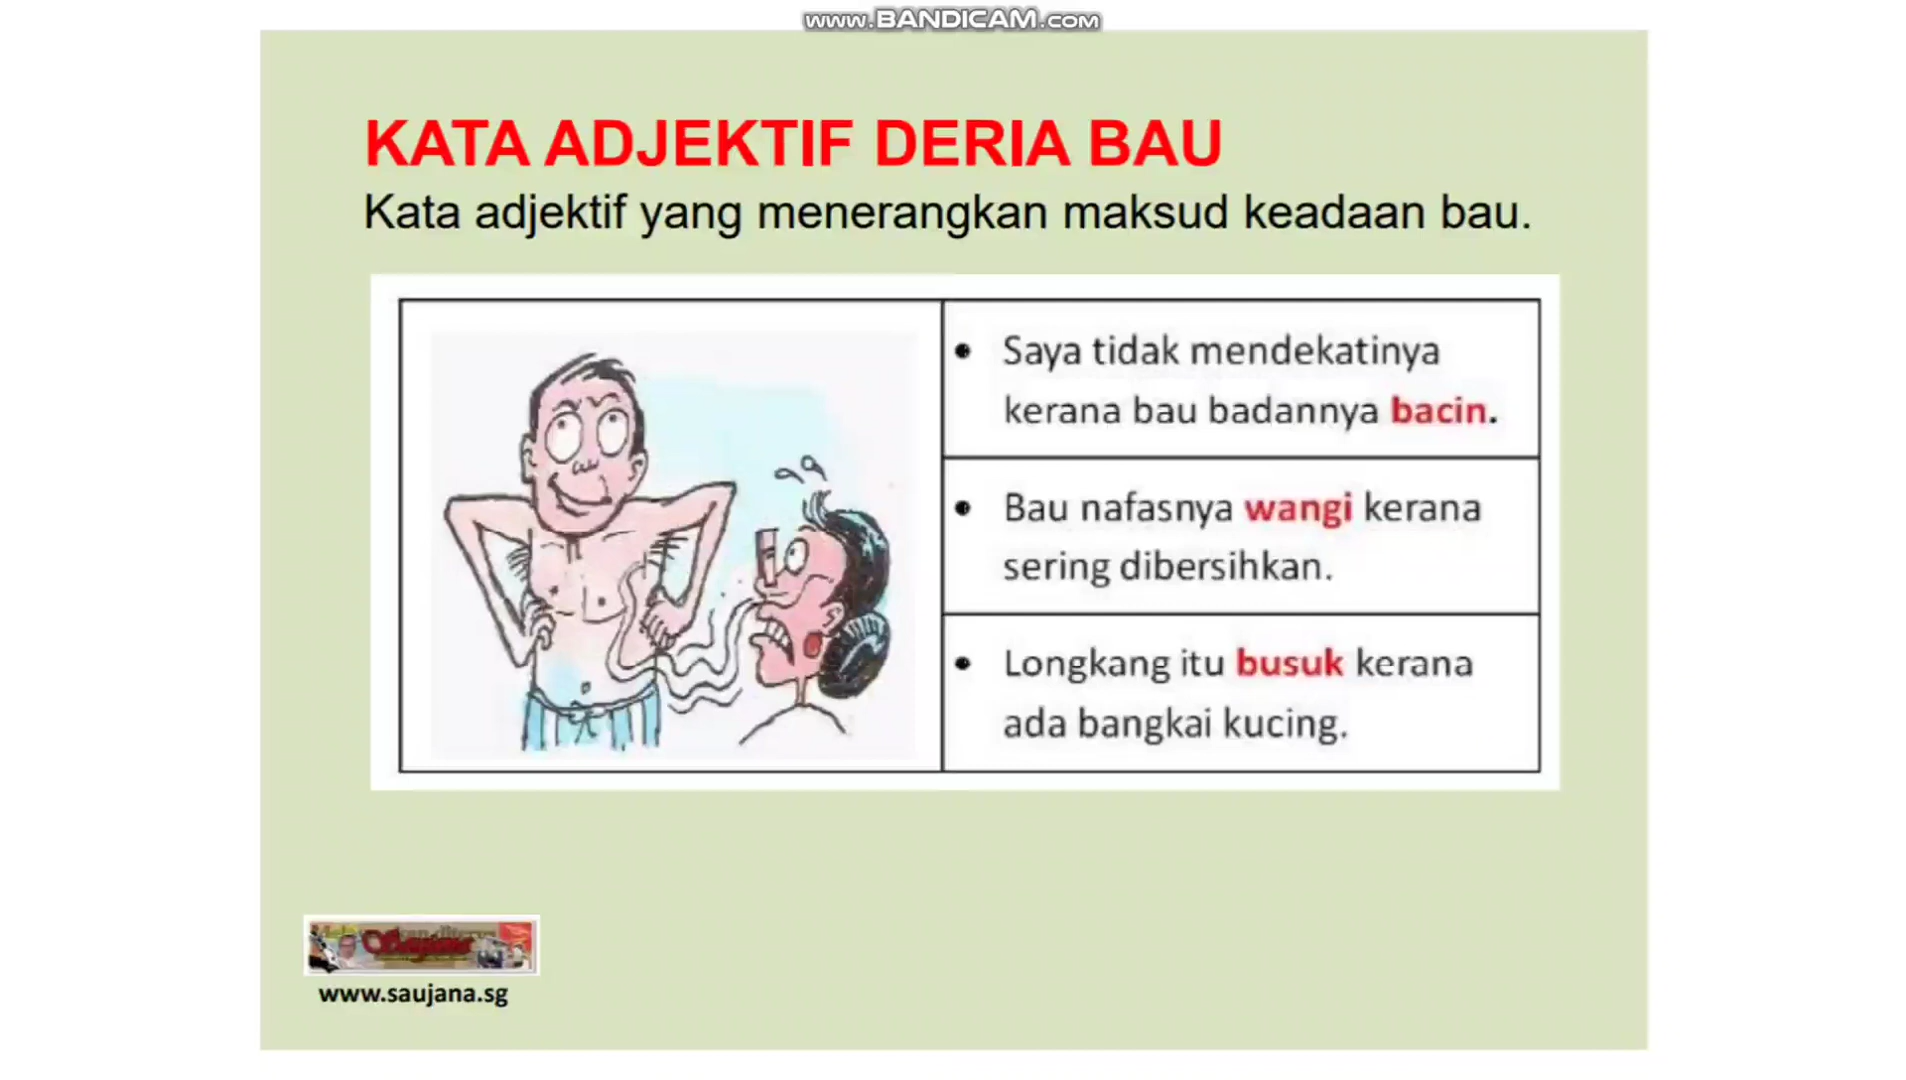 www.BANDICAM.com
KATA ADJEKTIF DERIA BAU
Kata adjektif yang menerangkan maksud keadaan bau.
• Saya tidak mendekatinya
kerana bau badannya bacin.
• Bau nafasnya wangi kerana
sering dibersihkan.
• Longkang itu busuk kerana
ada bangkai kucing.
Saujana
www.saujana.sg